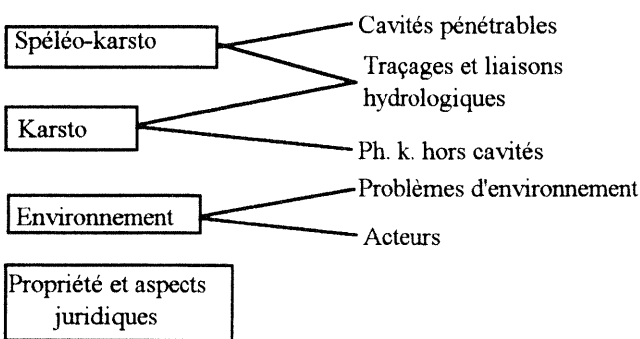 Spéléo-karsto
Cavités pénétrables
Traçages et liaisons
hydrologiques
Karsto
Ph. k. hors cavités
Problèmes d'environnement
Environnement
Acteurs
Propriété et aspects
juridiques